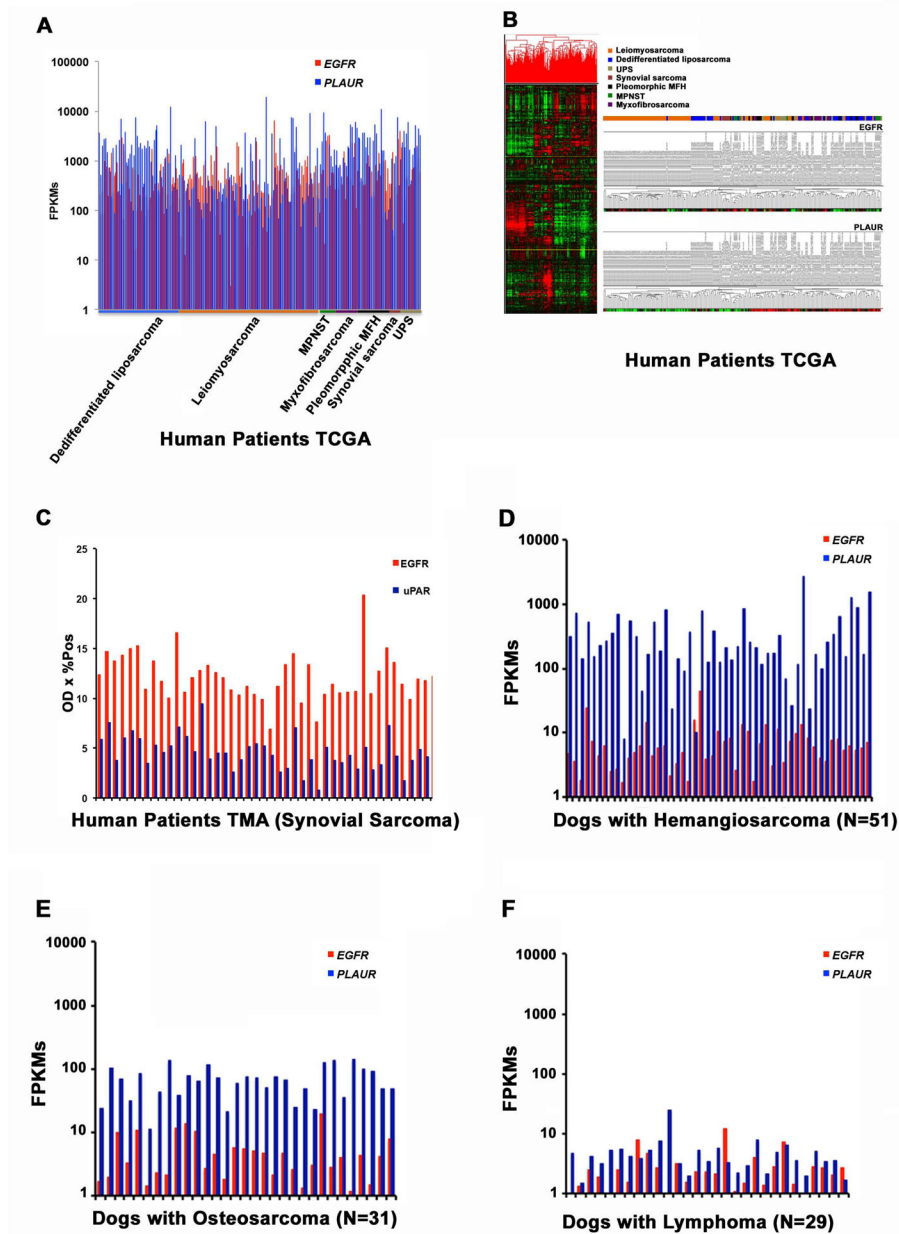 A
EGFR
PLAUR
100000
10000
1000
100
10
1
FPKMs
Dedifferentiated liposarcoma
Leiomyosarcoma
MPNST
Myxofibrosarcoma
Pleomorpphic MFH
Synovial sarcoma
UPS
Human Patients TCGA
B
Leiomyosarcoma
Dedifferentiated liposarcoma
UPS
Synovial sarcoma
Pleomorphic MFH
MPNST
Myxofibrosarcoma
EGFR
PLAUR
Human Patients TCGA
C
25
20
15
10
5
0
OD x %Pos
EGFR
uPAR
Human Patients TMA (Synovial Sarcoma)
D
10000
1000
100
10
1
FPKMs
EGFR
PLAUR
Dogs with Hemangiosarcoma (N=51)
E
10000
1000
100
10
1
FPKMs
EGFR
PLAUR
Dogs with Osteosarcoma (N=31)
F
10000
1000
100
10
1
FPKMs
EGFR
PLAUR
Dogs with Lymphoma (N=29)